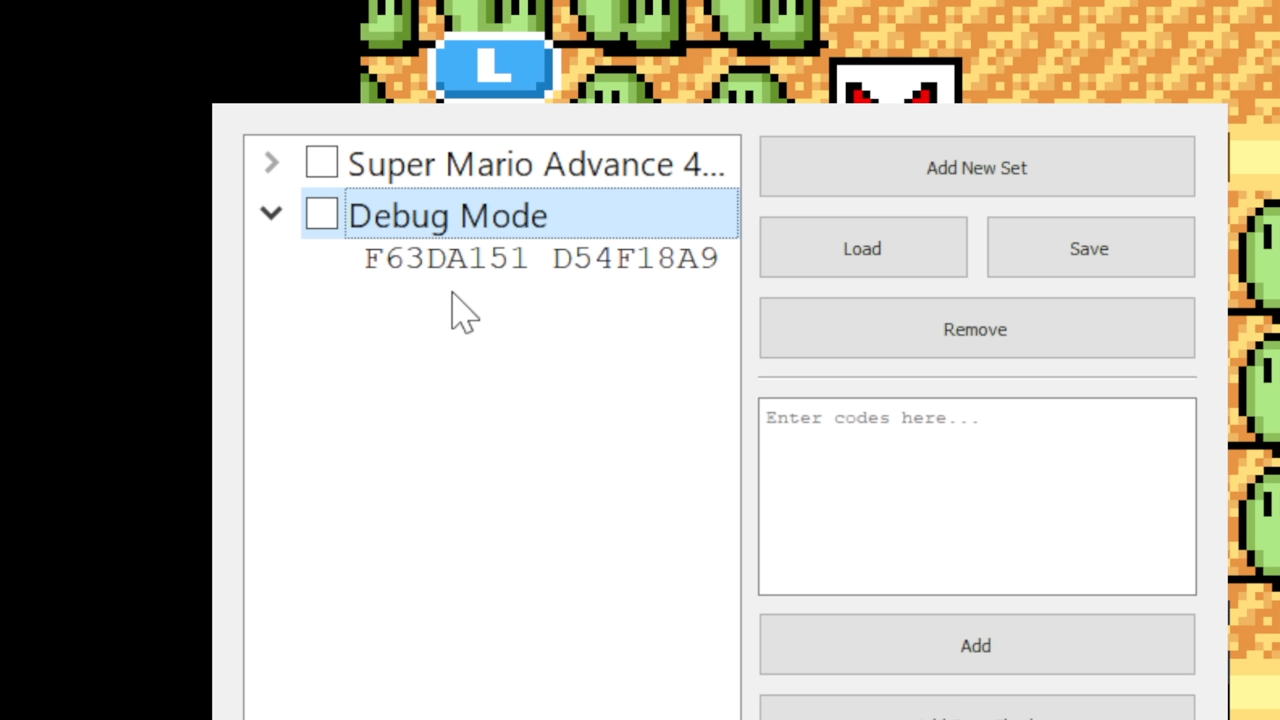 L
Super Mario Advance 4...
Debug Mode
F63DA151 D54F18A9
Add New Set
Load
Save
Remove
Enter codes here...
Add